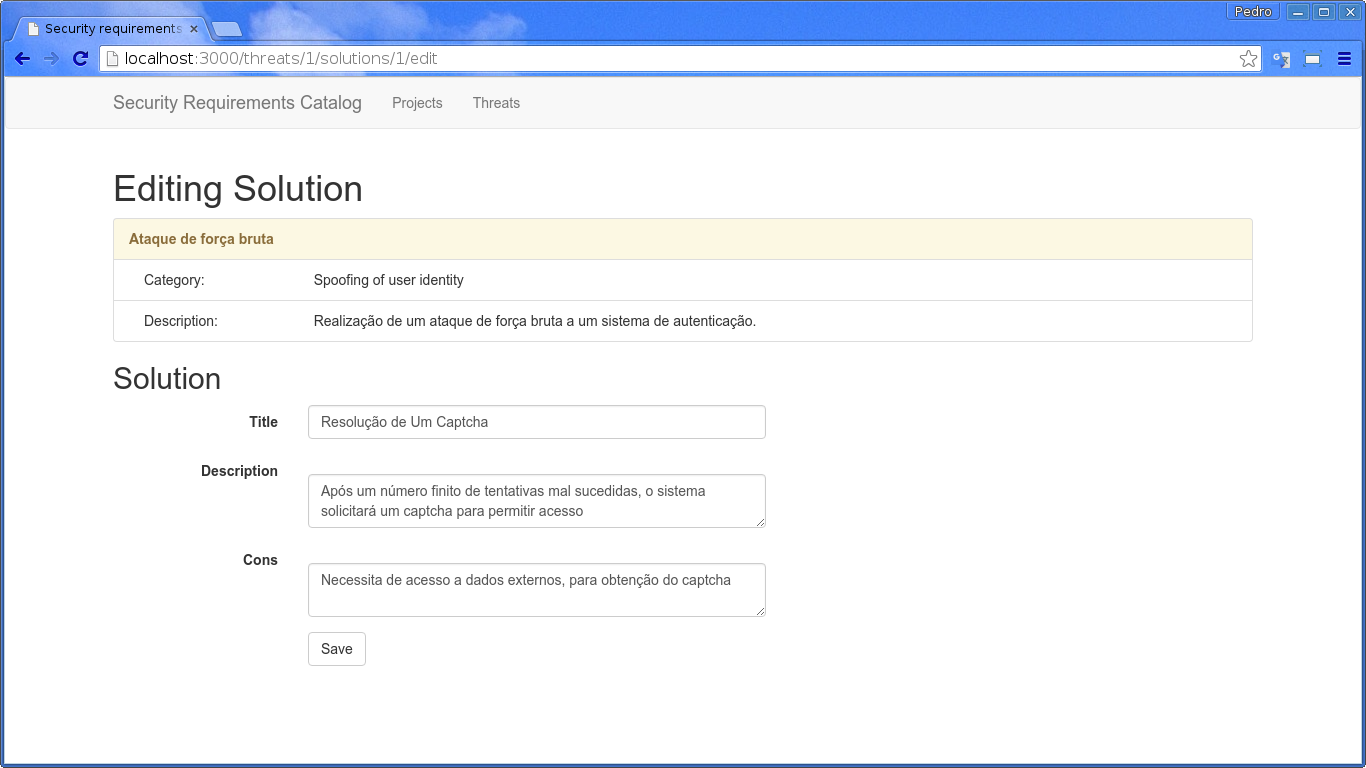 Pedro
Security requirements
localhost:3000/threats/1/solutions/1/edit
Security Requirements Catalog Projects Threats
Editing Solution
Ataque de força bruta
Category: Spoofing of user identity
Description: Realização de um ataque de força bruta a um sistema de autenticação.
Solution
Title Resolução de Um Captcha
Description
Após um número finito de tentativas mal sucedidas, o sistema
solicitará um captcha para permitir acesso
Cons
Necessita de acesso a dados externos, para obtenção do captcha
Save